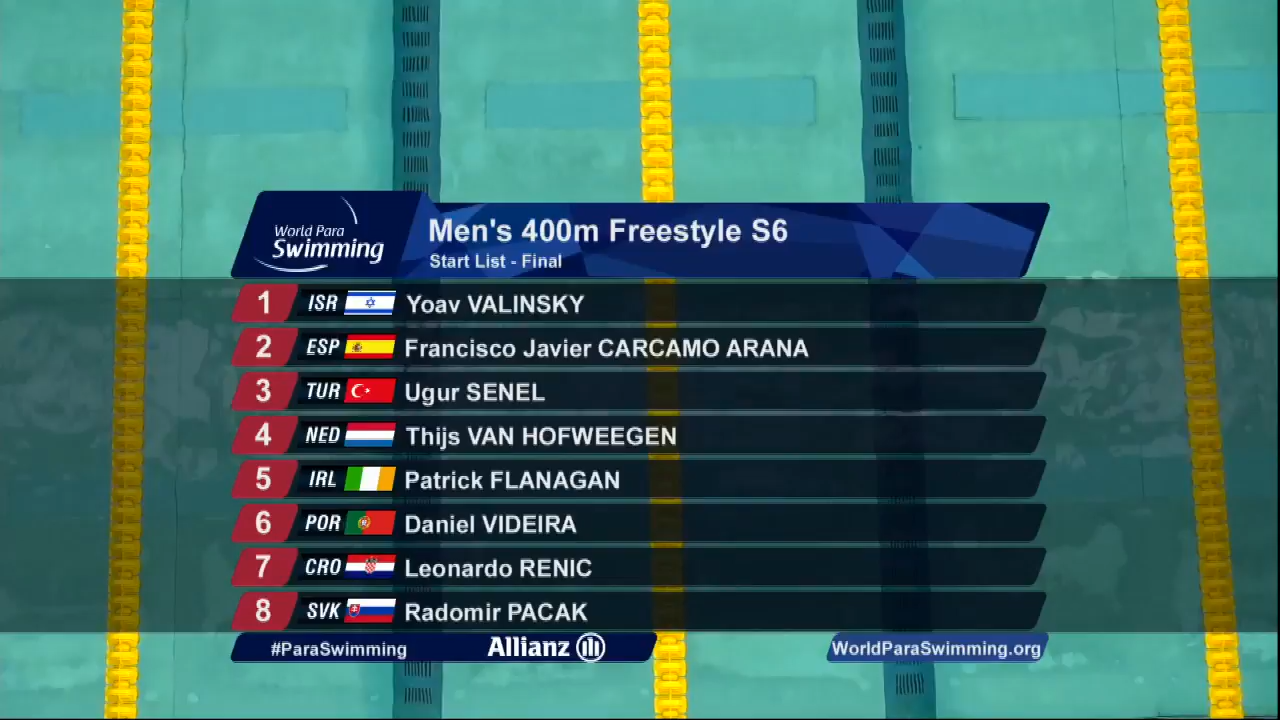 World Para
Swimming
Men's 400m Freestyle S6
Start List - Final
1 ISR Yoav VALINSKY
2 ESP Francisco Javier CARCAMO ARANA
3 TUR Ugur SENEL
4 NED Thijs VAN HOFWEEGEN
5 IRL Patrick FLANAGAN
6 POR Daniel VIDEIRA
7 CRO Leonardo RENIC
8 SVK Radomir PACAK
#ParaSwimming Allianz WorldParaSwimming.org